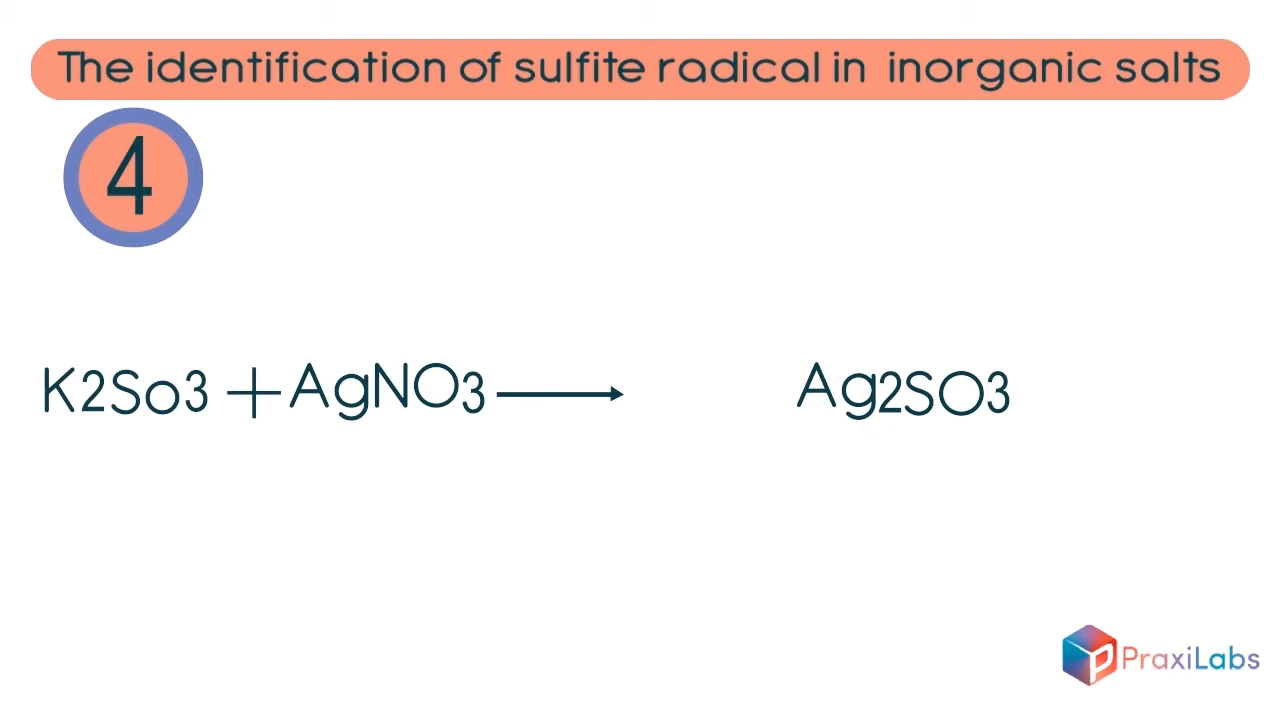 The identification of sulfite radical in inorganic salts
4
K2So3 + AgNO3 ⟶ Ag2SO3
PraxiLabs